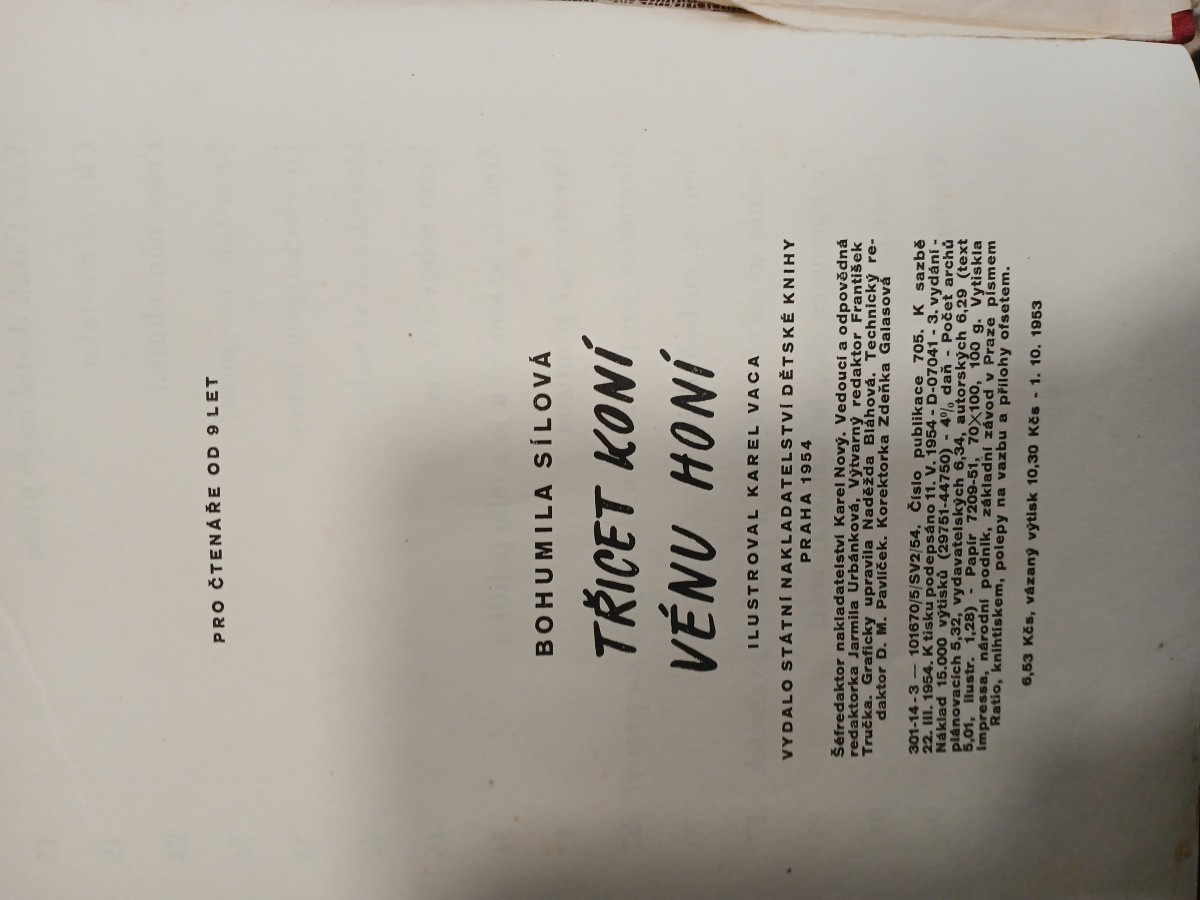 PRO ČTENÁŘE OD 9 LET
BOHUMILA SÍLOVÁ
TŘICET KONÍ
VÉNU HONÍ
ILUSTROVAL KAREL VACA
VYDALO STÁTNÍ NAKLADATELSTVÍ DĚTSKÉ KNIHY
PRAHA 1954
Šéfredaktor nakladatelství Karel Nový. Vedoucí a odpovědná
redaktorka Jarmila Urbánková, Výtvarný redaktor František
Tručka. Graficky upravila Naděžda Bláhová. Technický re-
daktor D. M. Pavlíček. Korektorka Zdeňka Galasová
301-14-3 — 101670/5/SV2/54. Číslo publikace 705. K sazbě
22. III. 1954. K tisku podepsáno 11. V. 1954 - D-07041 - 3. vydání -
Náklad 15.000 výtisků (29751-44750) - 4% daň - Počet archů
plánovacích 5,32, vydavatelských 6,34, autorských 6,29 (text
5,01, ilustr. 1,28) - Papír 7209-51, 70×100, 100 g. Vytiskla
Impressa, národní podnik, základní závod v Praze písmem
Ratio, knihtiskem, polepy na vazbu a přílohy ofsetem.
6,53 Kčs, vázaný výtisk 10,30 Kčs - 1. 10. 1953